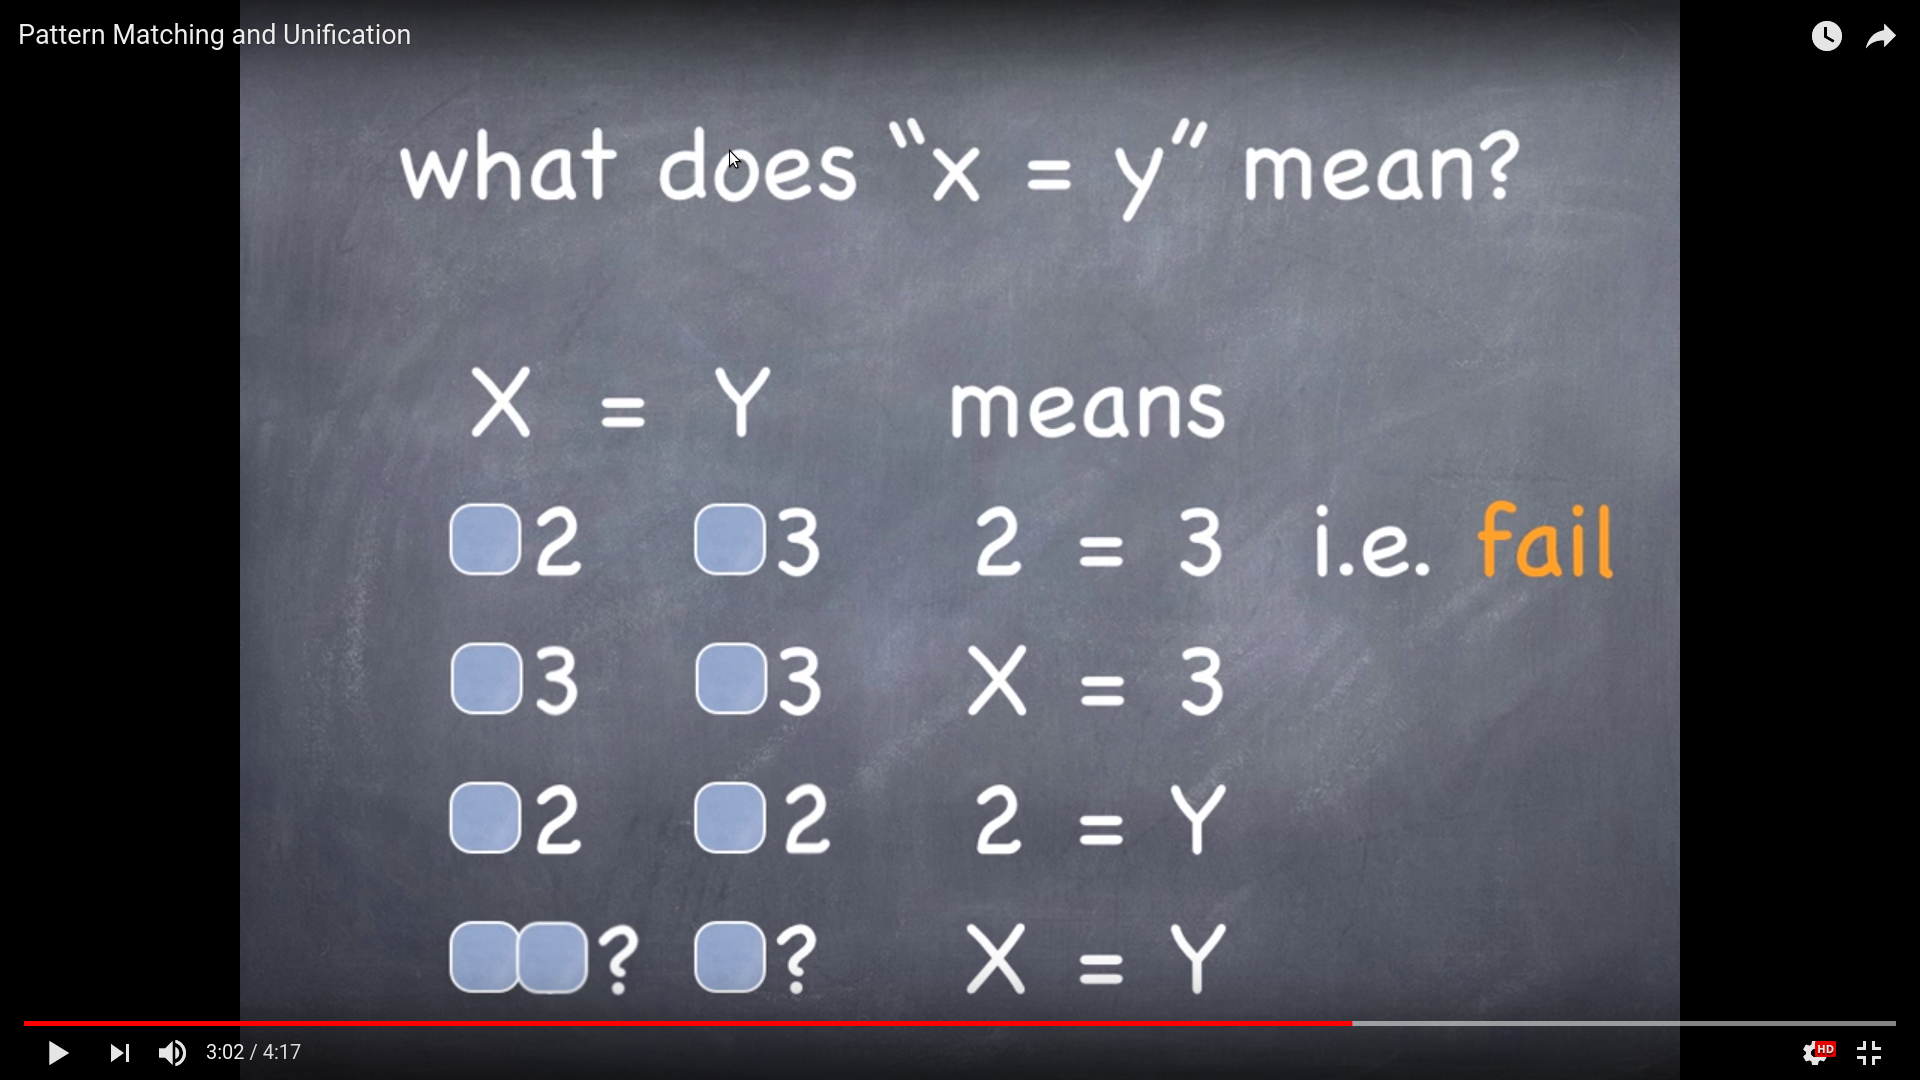 Pattern Matching and Unification
what does "x = y" mean?
X = Y means
2 3 2 = 3 i.e. fail
3 3 X = 3
2 2 2 = Y
? ? X = Y
3:02 / 4:17
HD